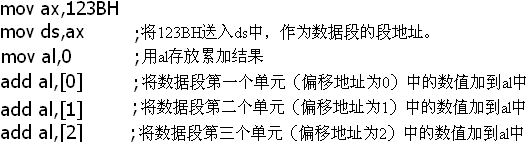 mov ax,123BH
mov ds,ax ;将123BH送入ds中，作为数据段的段地址。
mov al,0 ;用al存放累加结果
add al,[0] ;将数据段第一个单元（偏移地址为0）中的数值加到al中
add al,[1] ;将数据段第二个单元（偏移地址为1）中的数值加到al中
add al,[2] ;将数据段第三个单元（偏移地址为2）中的数值加到al中